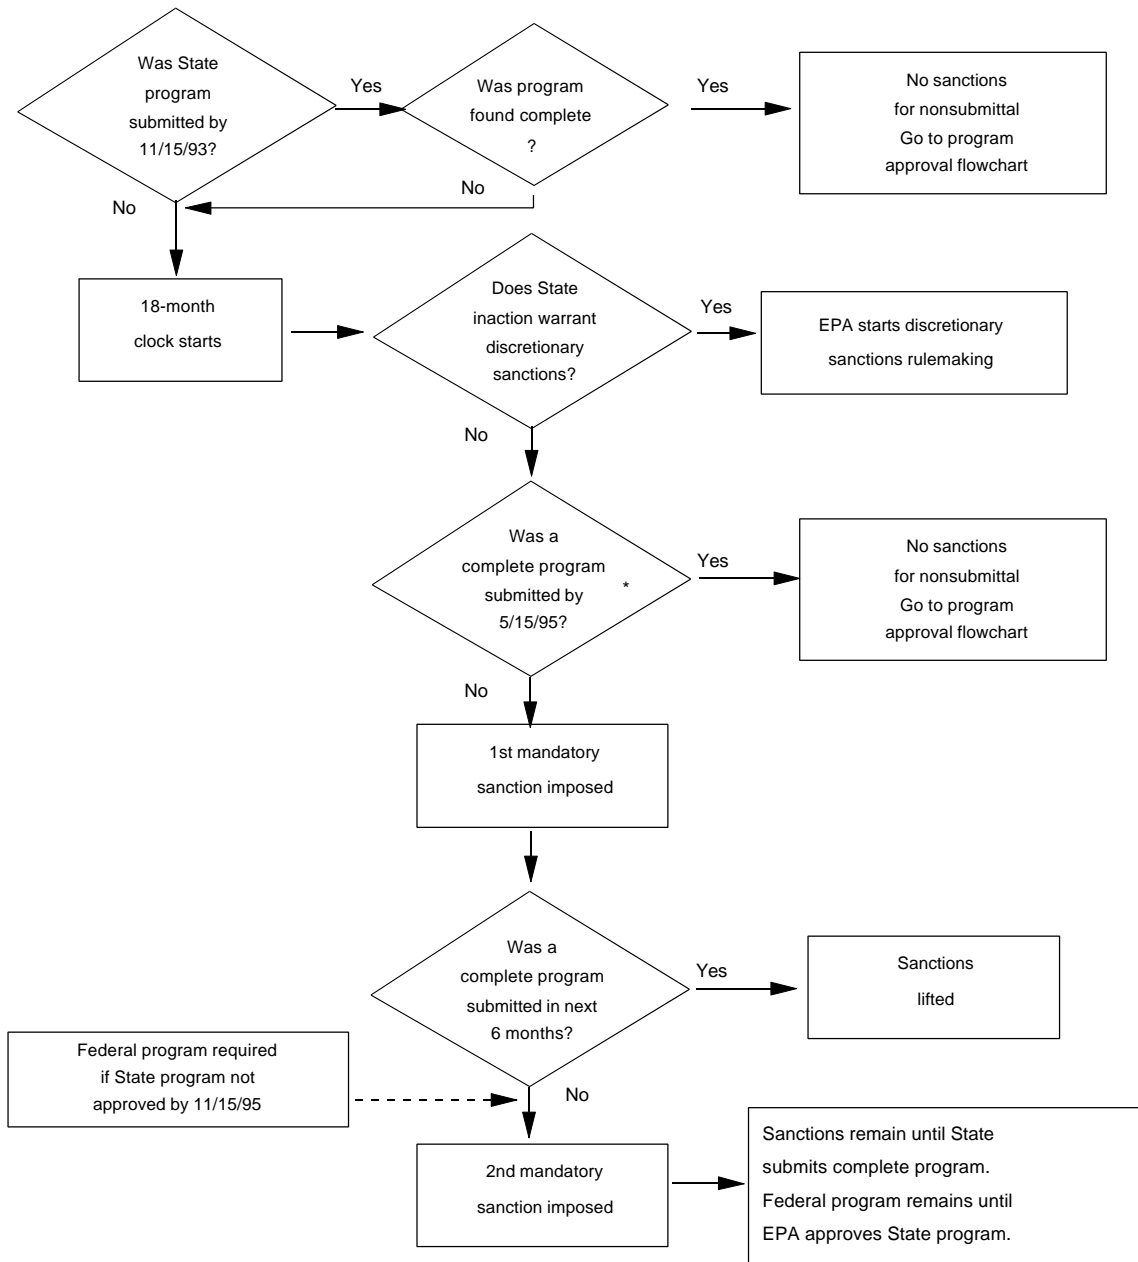 Was State
program
submitted by
11/15/93?
Yes
Was program
found complete
?
Yes
No sanctions
for nonsubmittal
Go to program
approval flowchart
No
No
18-month
clock starts
Does State
inaction warrant
discretionary
sanctions?
Yes
EPA starts discretionary
sanctions rulemaking
No
Was a
complete program
submitted by *
5/15/95?
Yes
No sanctions
for nonsubmittal
Go to program
approval flowchart
No
1st mandatory
sanction imposed
Was a
complete program
submitted in next
6 months?
Yes
Sanctions
lifted
Federal program required
if State program not
approved by 11/15/95
No
2nd mandatory
sanction imposed
Sanctions remain until State
submits complete program.
Federal program remains until
EPA approves State program.